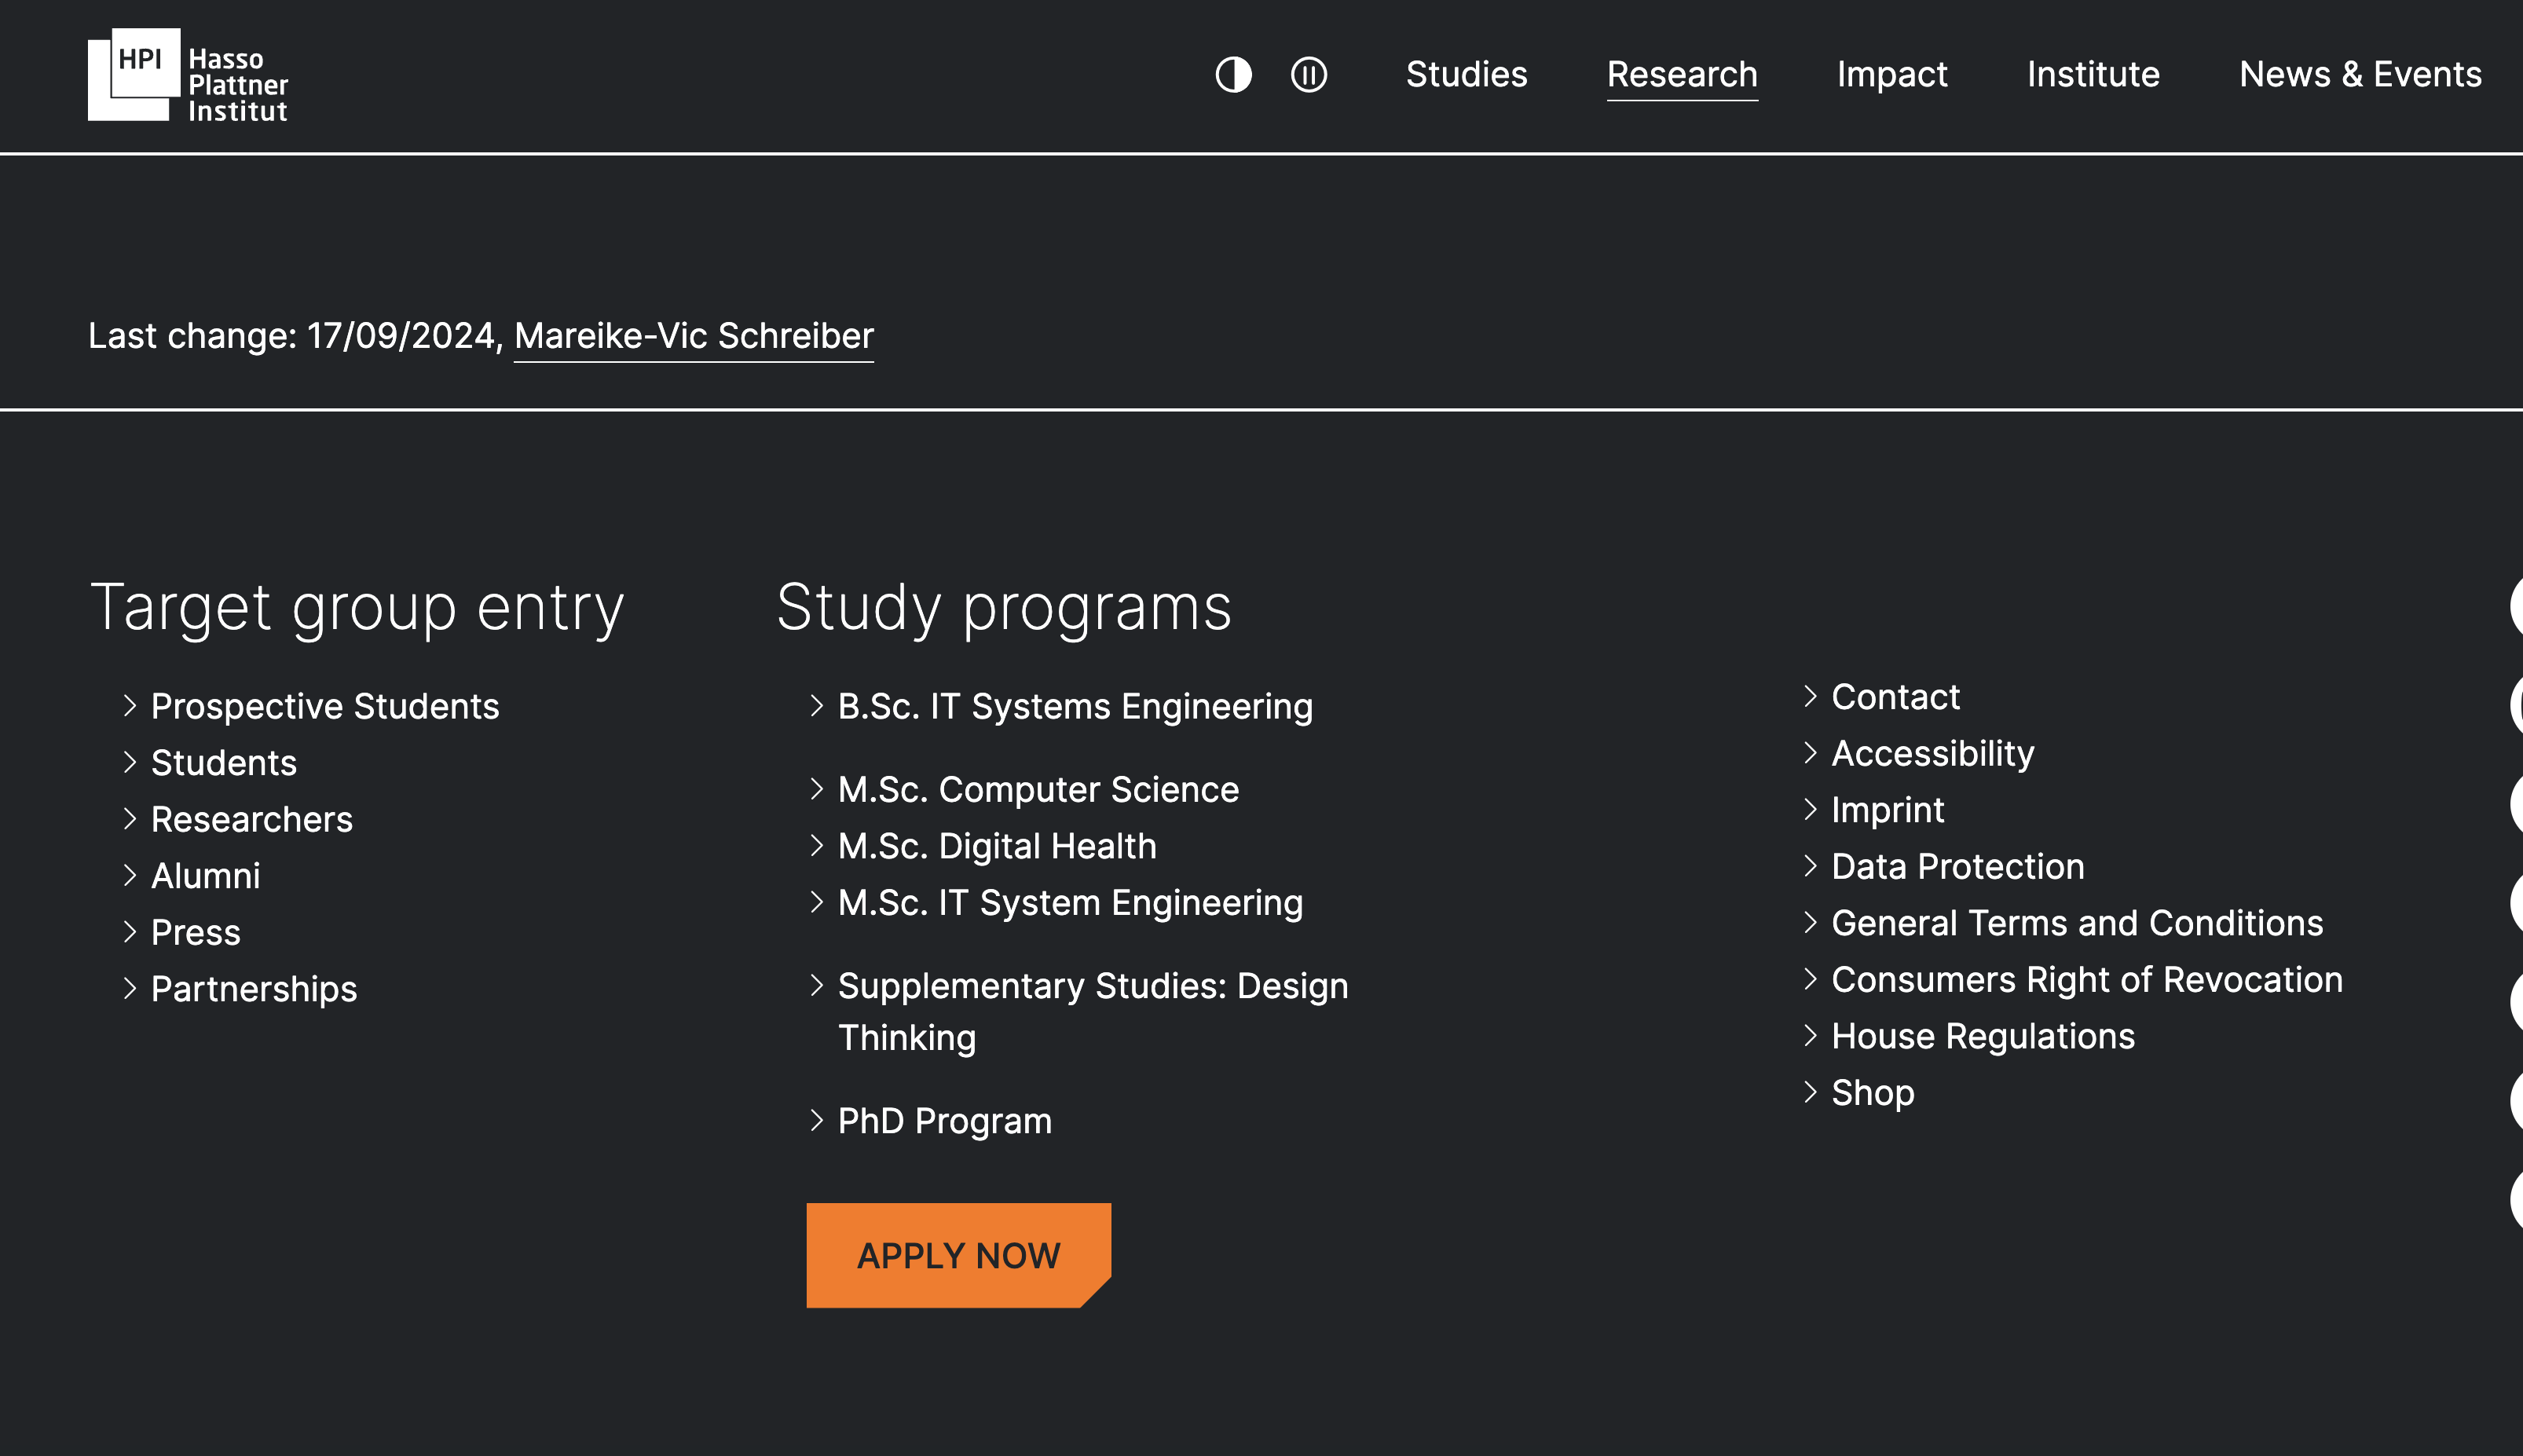 HPI
Hasso
Plattner
Institut
Studies
Research
Impact
Institute
News & Events
Last change: 17/09/2024, Mareike-Vic Schreiber
Target group entry
Prospective Students
Students
Researchers
Alumni
Press
Partnerships
Study programs
B.Sc. IT Systems Engineering
M.Sc. Computer Science
M.Sc. Digital Health
M.Sc. IT System Engineering
Supplementary Studies: Design
Thinking
PhD Program
APPLY NOW
Contact
Accessibility
Imprint
Data Protection
General Terms and Conditions
Consumers Right of Revocation
House Regulations
Shop